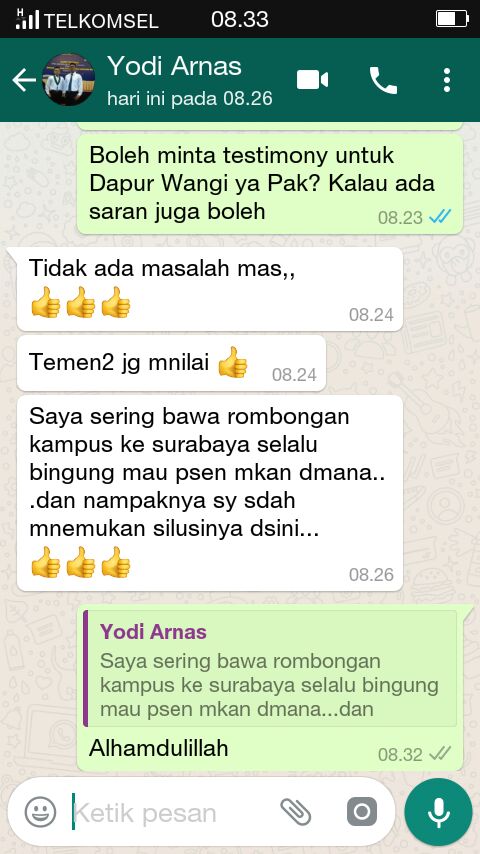 H TELKOMSEL 08.33
Yodi Arnas
hari ini pada 08.26
Boleh minta testimony untuk
Dapur Wangi ya Pak? Kalau ada
saran juga boleh 08.23
Tidak ada masalah mas,,
👍👍👍 08.24
Temen2 jg mnilai 👍 08.24
Saya sering bawa rombongan
kampus ke surabaya selalu
bingung mau psen mkan dmana..
.dan nampaknya sy sdah
mnemukan silusinya dsini...
👍👍👍 08.26
Yodi Arnas
Saya sering bawa rombongan
kampus ke surabaya selalu bingung
mau psen mkan dmana...dan
Alhamdulillah 08.32
Ketik pesan